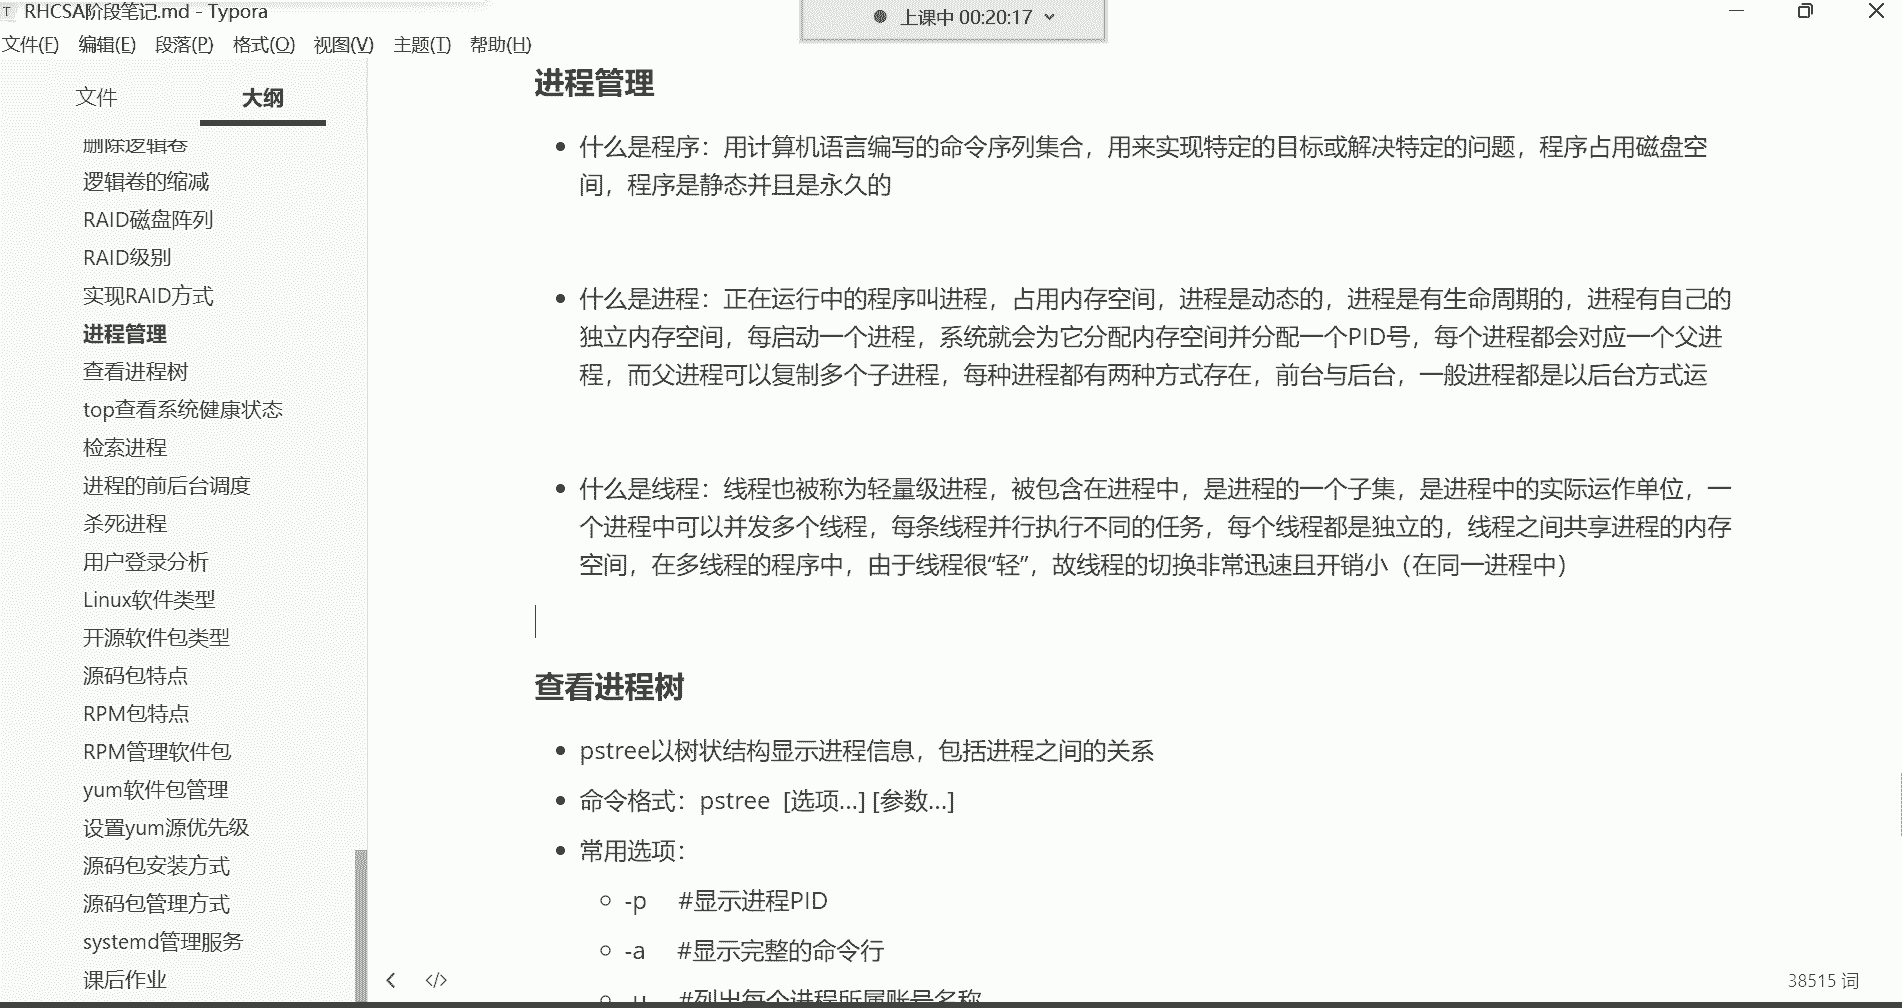 RHCSA阶段笔记.md - Typora
上课中 00:20:17
文件(F) 编辑(E) 段落(P) 格式(O) 视图(V) 主题(T) 帮助(H)
文件 大纲
删除逻辑卷
逻辑卷的缩减
RAID磁盘阵列
RAID级别
实现RAID方式
进程管理
查看进程树
top查看系统健康状态
检索进程
进程的前后台调度
杀死进程
用户登录分析
Linux软件类型
开源软件包类型
源码包特点
RPM包特点
RPM管理软件包
yum软件包管理
设置yum源优先级
源码包安装方式
源码包管理方式
systemd管理服务
课后作业
进程管理
什么是程序：用计算机语言编写的命令序列集合，用来实现特定的目标或解决特定的问题，程序占用磁盘空
间，程序是静态并且是永久的
什么是进程：正在运行中的程序叫进程，占用内存空间，进程是动态的，进程是有生命周期的，进程有自己的
独立内存空间，每启动一个进程，系统就会为它分配内存空间并分配一个PID号，每个进程都会对应一个父进
程，而父进程可以复制多个子进程，每种进程都有两种方式存在，前台与后台，一般进程都是以后台方式运
什么是线程：线程也被称为轻量级进程，被包含在进程中，是进程的一个子集，是进程中的实际运作单位，一
个进程中可以并发多个线程，每条线程并行执行不同的任务，每个线程都是独立的，线程之间共享进程的内存
空间，在多线程的程序中，由于线程很“轻”，故线程的切换非常迅速且开销小（在同一进程中）
查看进程树
pstree以树状结构显示进程信息，包括进程之间的关系
命令格式：pstree [选项...] [参数...]
常用选项：
-p #显示进程PID
-a #显示完整的命令行
-u #列出每个进程所属账号名称
38515 词